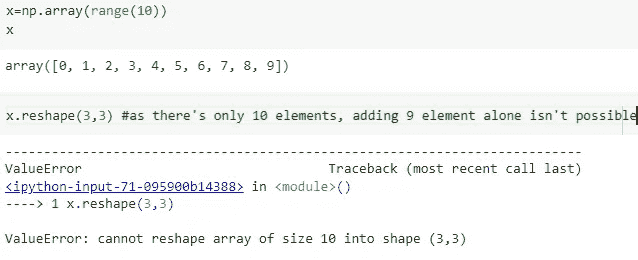 x=np.array(range(10))
x
array([0, 1, 2, 3, 4, 5, 6, 7, 8, 9])
x.reshape(3,3) #as there's only 10 elements, adding 9 element alone isn't possible
---------------------------------------------------------------------------
ValueError                                Traceback (most recent call last)
<ipython-input-71-095900b14388> in <module>()
----> 1 x.reshape(3,3)
ValueError: cannot reshape array of size 10 into shape (3,3)